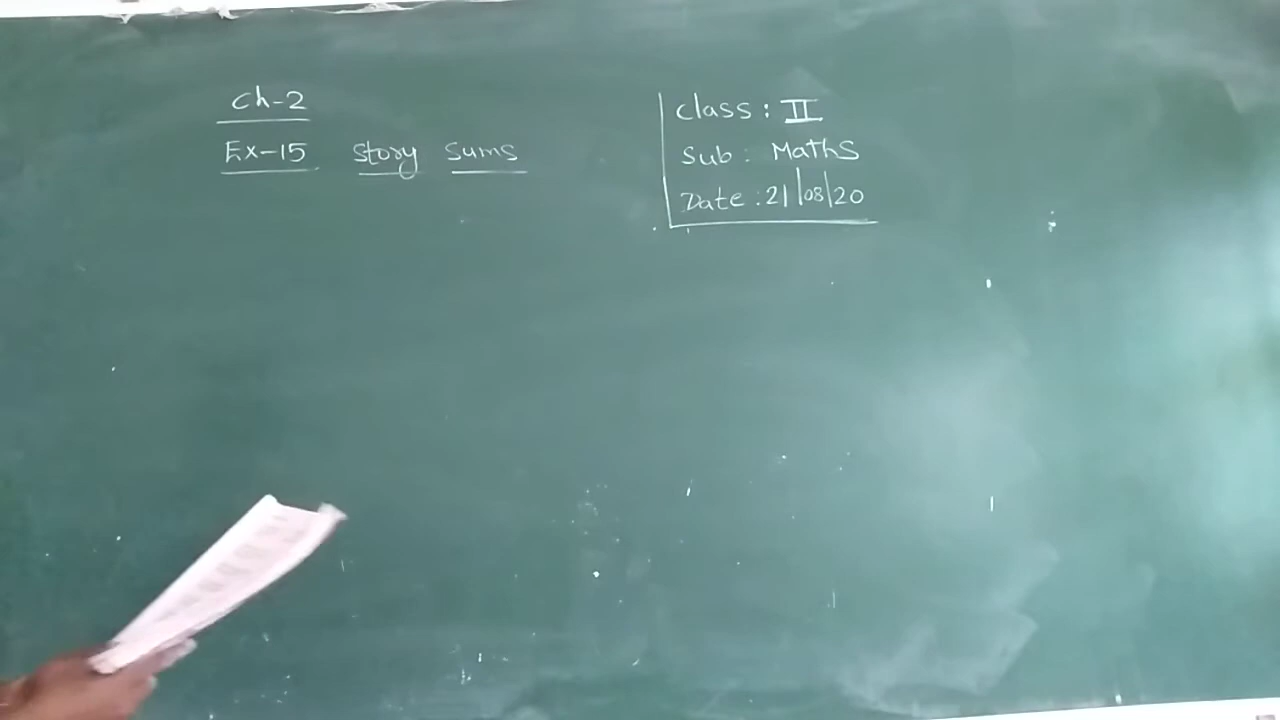 Ch-2
Ex-15 Story Sums
Class : II
Sub : Maths
Date : 21/08/20